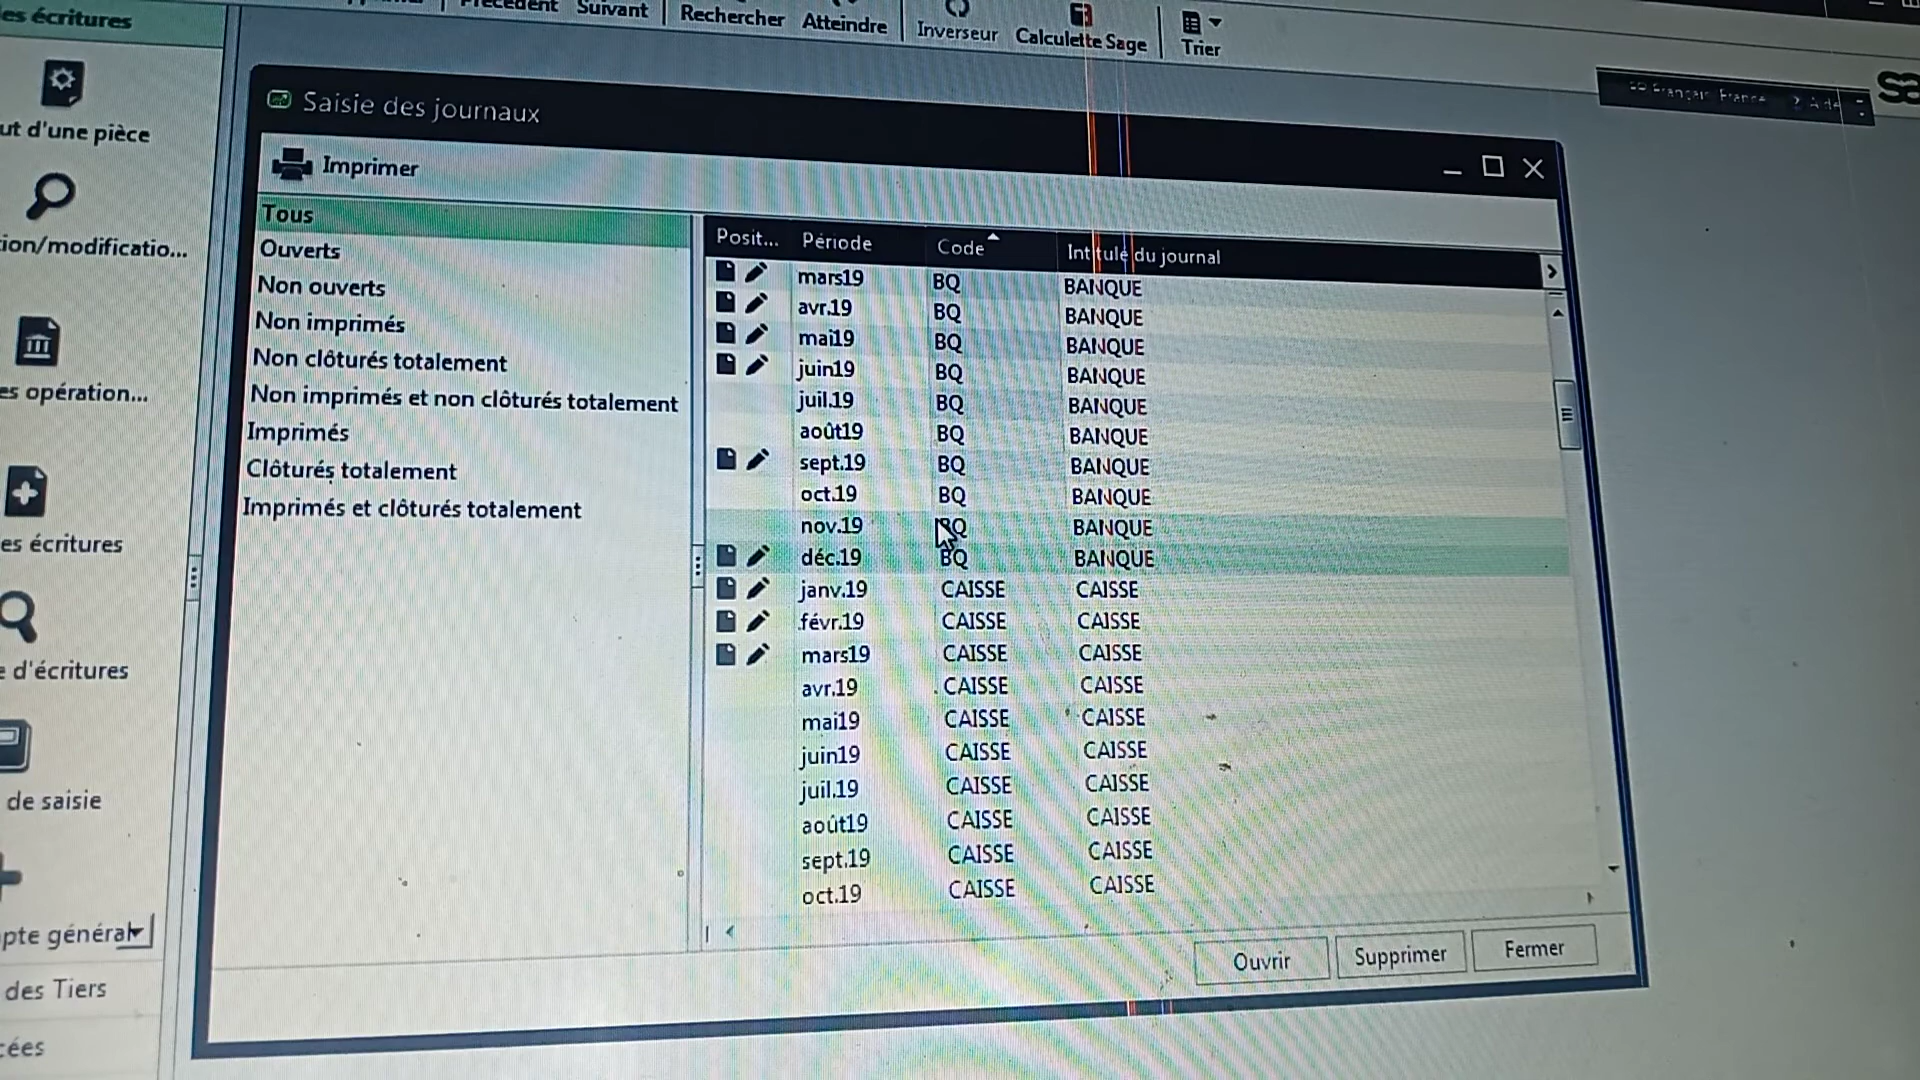 es écritures
Précédent Suivant Rechercher Atteindre Inverseur Calculette Sage Trier
ut d'une pièce
ion/modificatio...
es opération...
es écritures
e d'écritures
de saisie
pte général
des Tiers
cées
Saisie des journaux
Imprimer
Tous
Ouverts
Non ouverts
Non imprimés
Non clôturés totalement
Non imprimés et non clôturés totalement
Imprimés
Clôturés totalement
Imprimés et clôturés totalement
Posit... Période Code Intitulé du journal
mars19 BQ BANQUE
avr.19 BQ BANQUE
mai19 BQ BANQUE
juin19 BQ BANQUE
juil.19 BQ BANQUE
août19 BQ BANQUE
sept.19 BQ BANQUE
oct.19 BQ BANQUE
nov.19 BQ BANQUE
déc.19 BQ BANQUE
janv.19 CAISSE CAISSE
févr.19 CAISSE CAISSE
mars19 CAISSE CAISSE
avr.19 CAISSE CAISSE
mai19 CAISSE CAISSE
juin19 CAISSE CAISSE
juil.19 CAISSE CAISSE
août19 CAISSE CAISSE
sept.19 CAISSE CAISSE
oct.19 CAISSE CAISSE
Ouvrir Supprimer Fermer